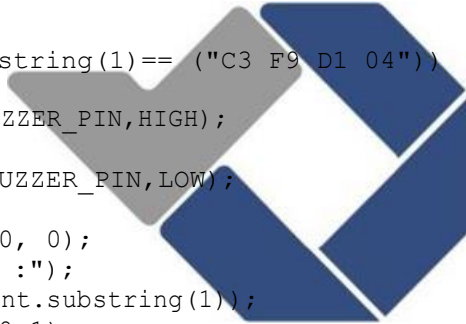 string(1)== ("C3 F9 D1 04"))
ZZER_PIN,HIGH);
UZZER_PIN,LOW);
0, 0);
:");
nt.substring(1));